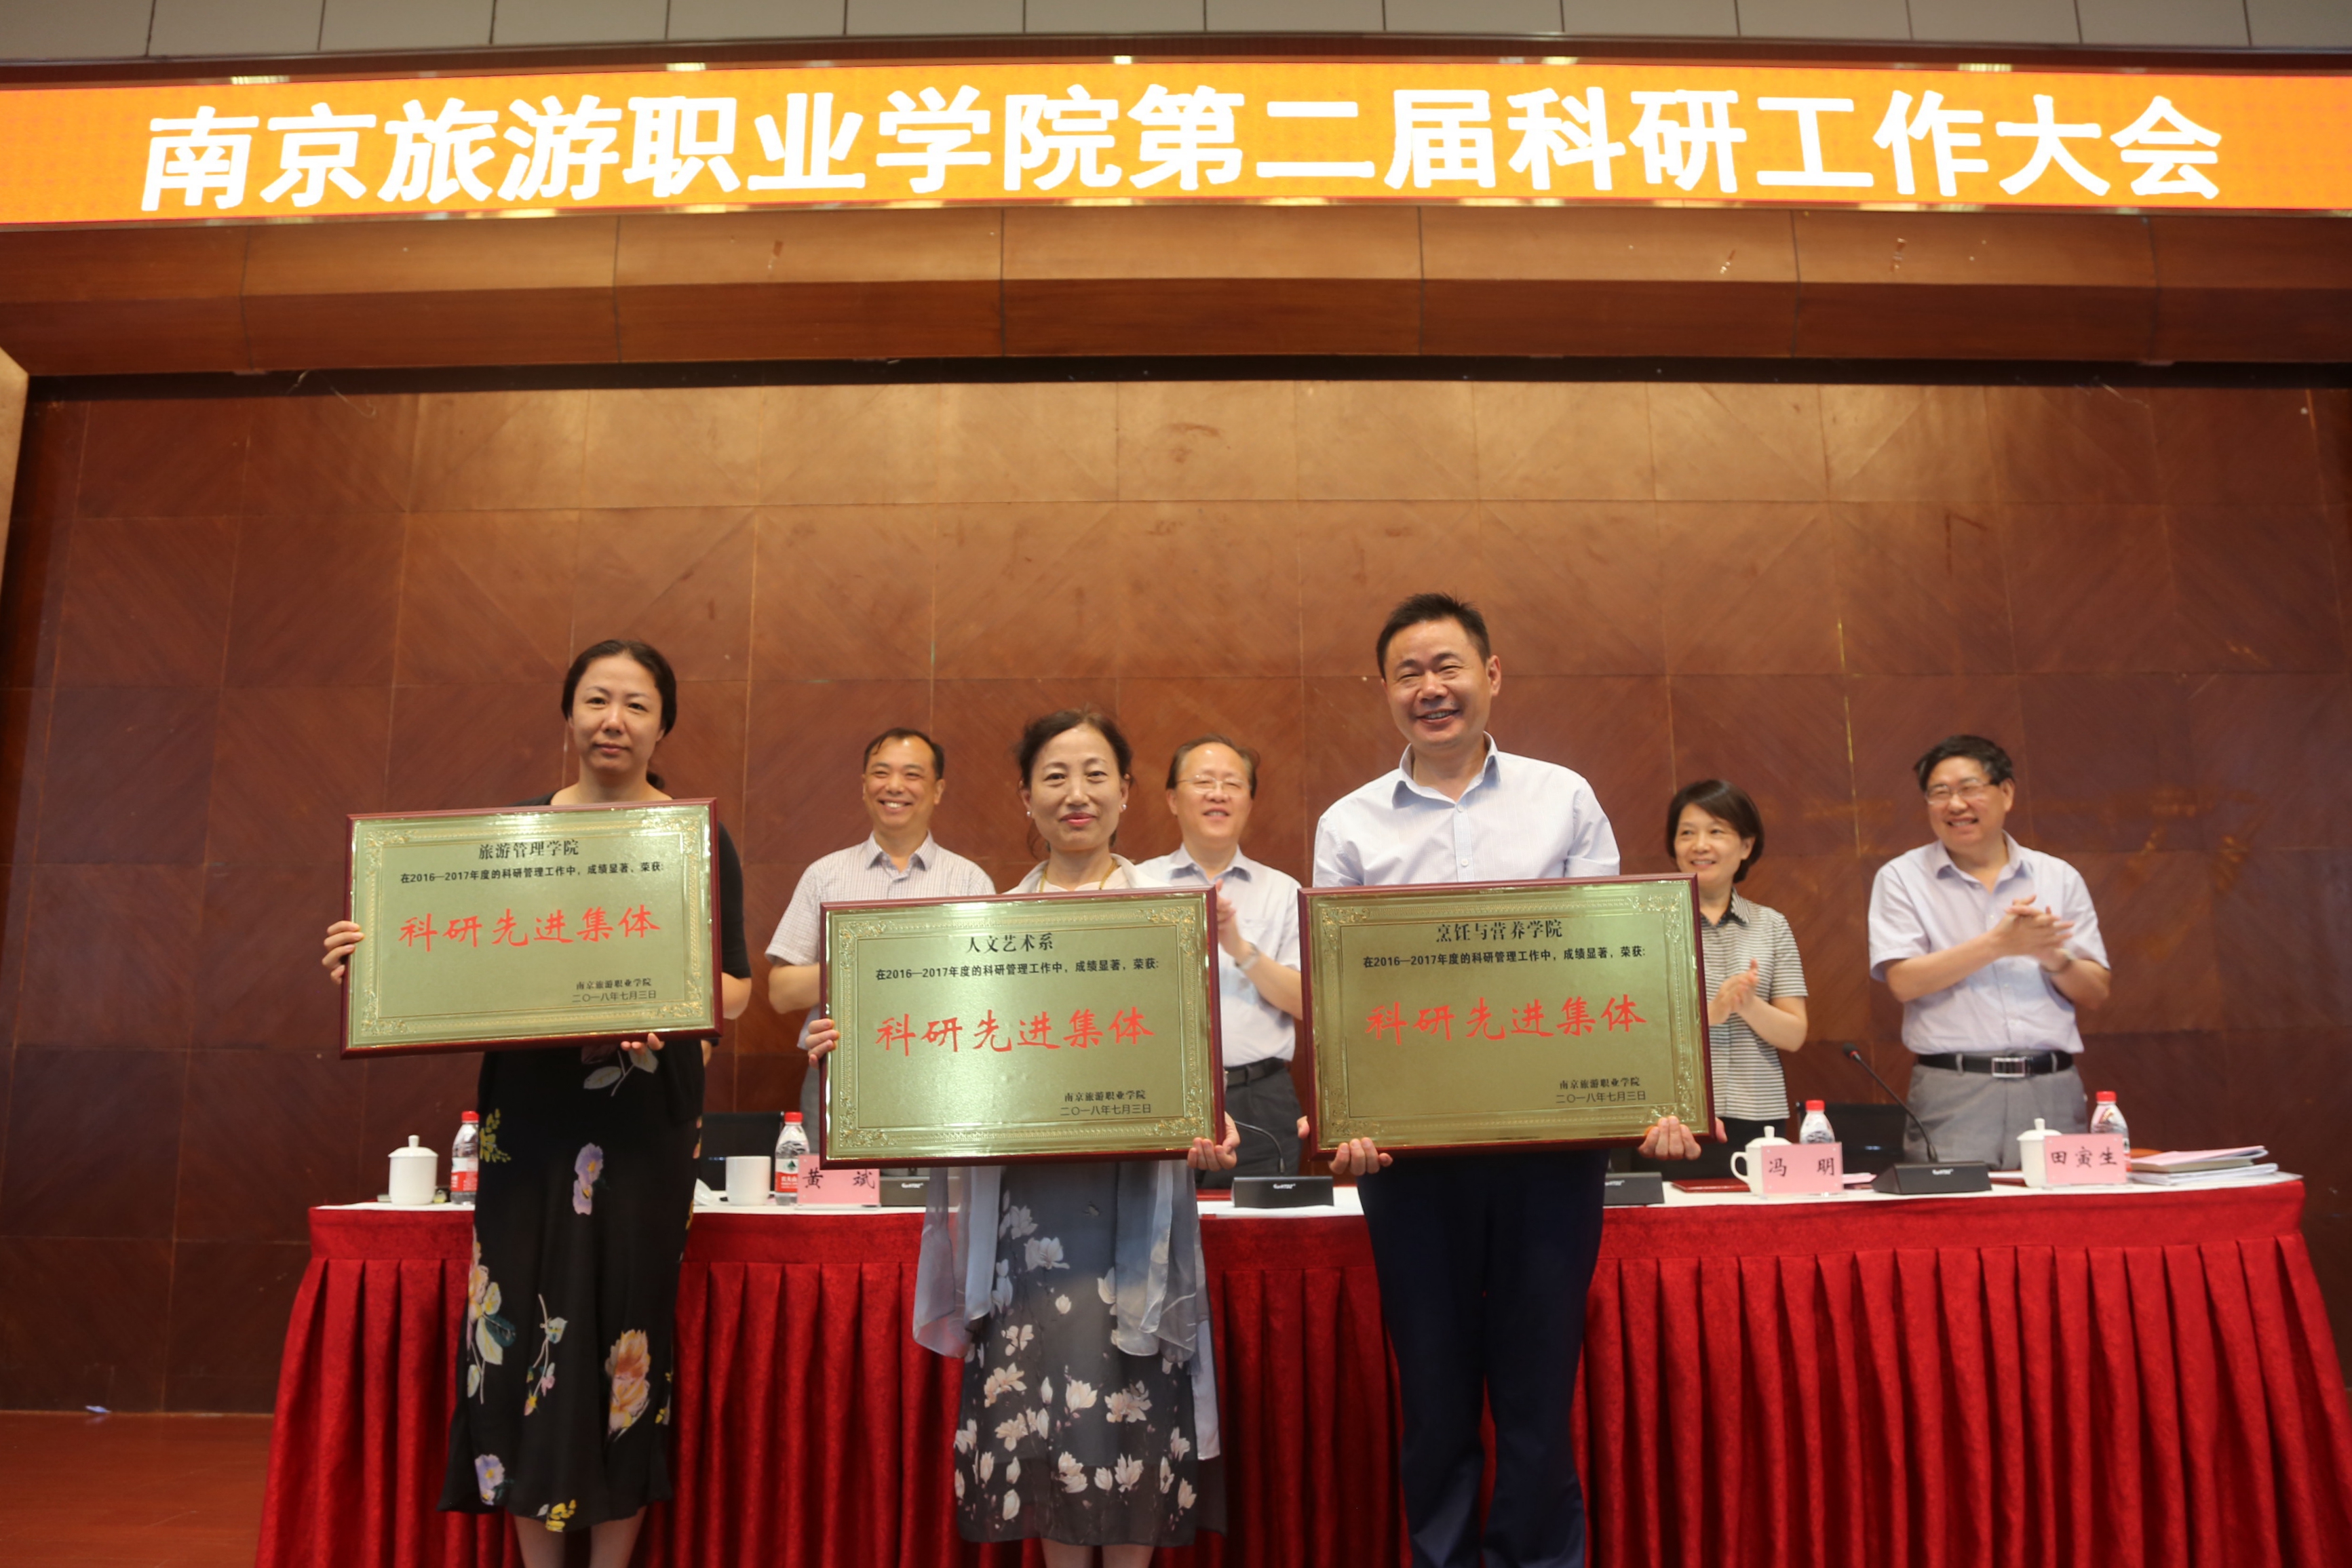 南京旅游职业学院第二届科研工作大会
旅游管理学院
在2016—2017年度的科研管理工作中，成绩显著、荣获:
科研先进集体
南京旅游职业学院
二〇一八年七月三日
人文艺术系
在2016—2017年度的科研管理工作中，成绩显著，荣获:
科研先进集体
南京旅游职业学院
二〇一八年七月三日
烹饪与营养学院
在2016—2017年度的科研管理工作中，成绩显著，荣获:
科研先进集体
南京旅游职业学院
二〇一八年七月三日
黄 斌
冯 明
田寅生